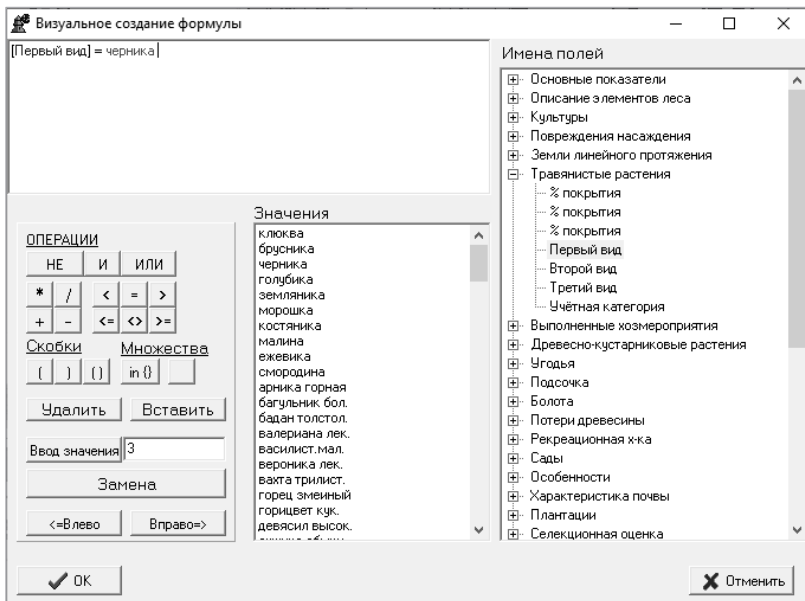 Визуальное создание формулы
[Первый вид] = черника
Имена полей
Основные показатели
Описание элементов леса
Культуры
Повреждения насаждения
Земли линейного протяжения
Травянистые растения
% покрытия
% покрытия
% покрытия
Первый вид
Второй вид
Третий вид
Учётная категория
Выполненные хозмероприятия
Древесно-кустарниковые растения
Угодья
Подсочка
Болота
Потери древесины
Рекреационная х-ка
Сады
Особенности
Характеристика почвы
Плантации
Селекционная оценка
ОПЕРАЦИИ
НЕ И ИЛИ
* / < = >
+ - <= <> >=
Скобки Множества
( ) () in {}
Удалить Вставить
Ввод значения 3
Замена
<=Влево Вправо=>
Значения
клюква
брусника
черника
голубика
земляника
морошка
костяника
малина
ежевика
смородина
арника горная
багульник бол.
бадан толстол.
валериана лек.
василист.мал.
вероника лек.
вахта трилист.
горец змеиный
горицвет кук.
девясил высок.
OK Отменить